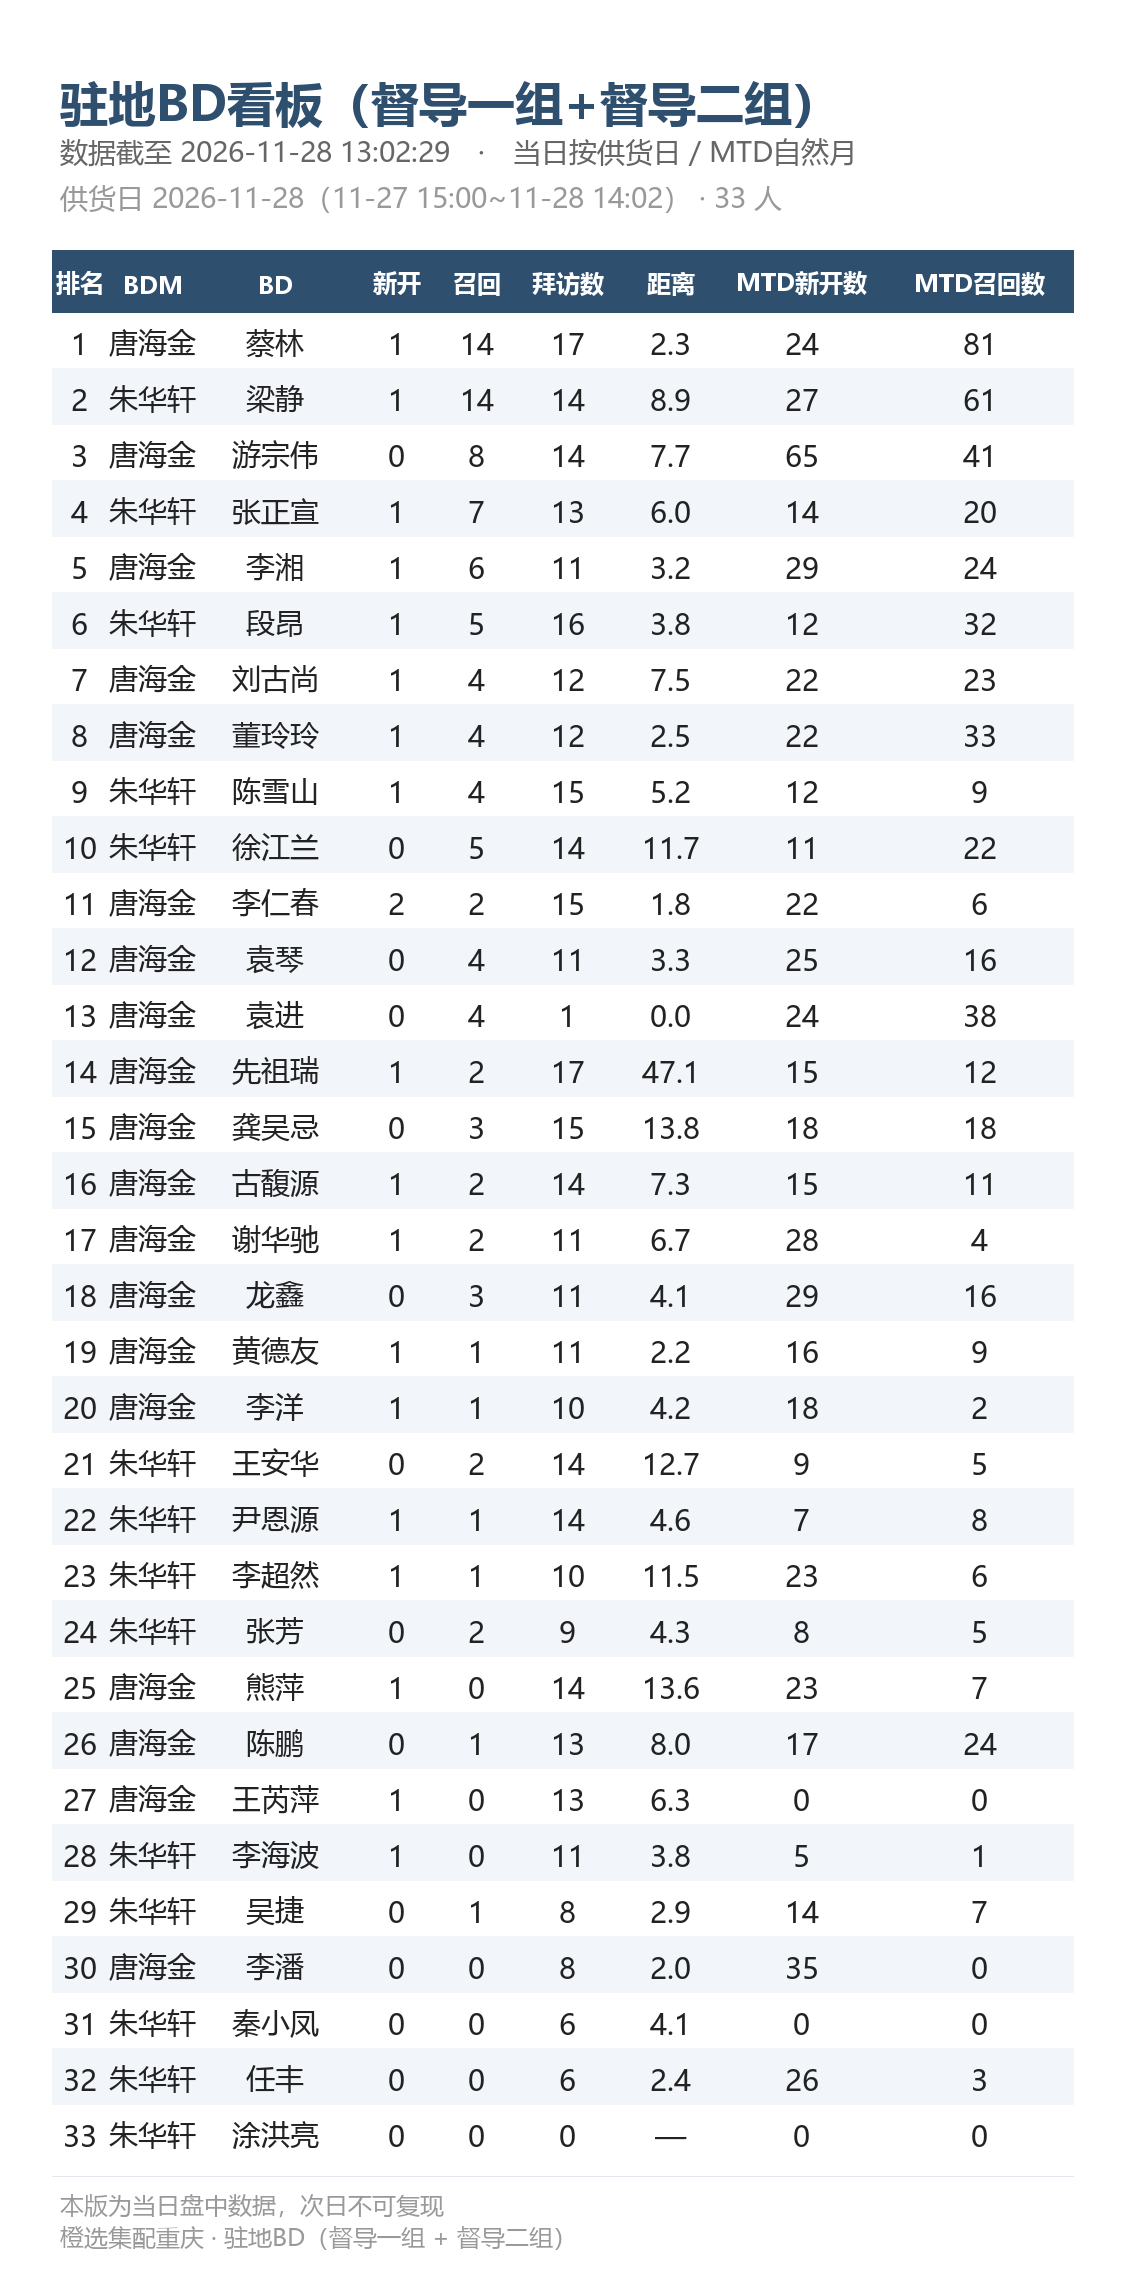 驻地BD看板（督导一组+督导二组）
数据截至 2026-11-28 13:02:29 · 当日按供货日 / MTD自然月
供货日 2026-11-28（11-27 15:00~11-28 14:02） · 33 人
排名 BDM BD 新开 召回 拜访数 距离 MTD新开数 MTD召回数
1 唐海金 蔡林 1 14 17 2.3 24 81
2 朱华轩 梁静 1 14 14 8.9 27 61
3 唐海金 游宗伟 0 8 14 7.7 65 41
4 朱华轩 张正宣 1 7 13 6.0 14 20
5 唐海金 李湘 1 6 11 3.2 29 24
6 朱华轩 段昂 1 5 16 3.8 12 32
7 唐海金 刘古尚 1 4 12 7.5 22 23
8 唐海金 董玲玲 1 4 12 2.5 22 33
9 朱华轩 陈雪山 1 4 15 5.2 12 9
10 朱华轩 徐江兰 0 5 14 11.7 11 22
11 唐海金 李仁春 2 2 15 1.8 22 6
12 唐海金 袁琴 0 4 11 3.3 25 16
13 唐海金 袁进 0 4 1 0.0 24 38
14 唐海金 先祖瑞 1 2 17 47.1 15 12
15 唐海金 龚吴忌 0 3 15 13.8 18 18
16 唐海金 古馥源 1 2 14 7.3 15 11
17 唐海金 谢华驰 1 2 11 6.7 28 4
18 唐海金 龙鑫 0 3 11 4.1 29 16
19 唐海金 黄德友 1 1 11 2.2 16 9
20 唐海金 李洋 1 1 10 4.2 18 2
21 朱华轩 王安华 0 2 14 12.7 9 5
22 朱华轩 尹恩源 1 1 14 4.6 7 8
23 朱华轩 李超然 1 1 10 11.5 23 6
24 朱华轩 张芳 0 2 9 4.3 8 5
25 唐海金 熊萍 1 0 14 13.6 23 7
26 唐海金 陈鹏 0 1 13 8.0 17 24
27 唐海金 王芮萍 1 0 13 6.3 0 0
28 朱华轩 李海波 1 0 11 3.8 5 1
29 朱华轩 吴捷 0 1 8 2.9 14 7
30 唐海金 李潘 0 0 8 2.0 35 0
31 朱华轩 秦小凤 0 0 6 4.1 0 0
32 朱华轩 任丰 0 0 6 2.4 26 3
33 朱华轩 涂洪亮 0 0 0 — 0 0
本版为当日盘中数据，次日不可复现
橙选集配重庆 · 驻地BD（督导一组 + 督导二组）